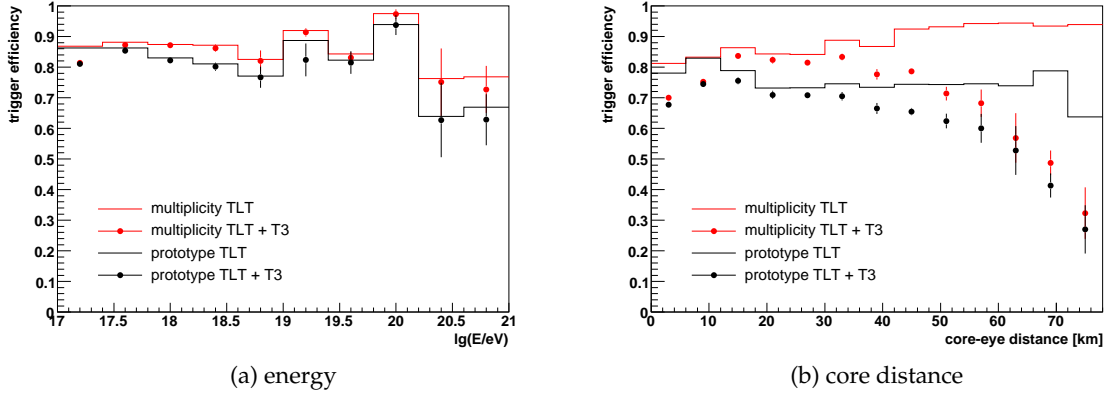 trigger efficiency
1
0.9
0.8
0.7
0.6
0.5
0.4
0.3
0.2
0.1
0
multiplicity TLT
multiplicity TLT + T3
prototype TLT
prototype TLT + T3
17 17.5 18 18.5 19 19.5 20 20.5 21
lg(E/eV)
(a) energy
trigger efficiency
1
0.9
0.8
0.7
0.6
0.5
0.4
0.3
0.2
0.1
0
multiplicity TLT
multiplicity TLT + T3
prototype TLT
prototype TLT + T3
0 10 20 30 40 50 60 70
core-eye distance [km]
(b) core distance